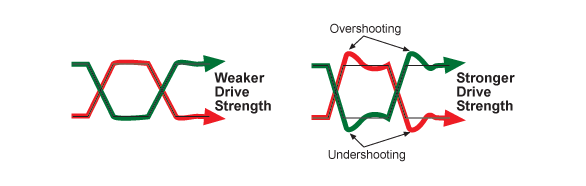 Overshooting
Weaker
Drive
Strength
Stronger
Drive
Strength
Undershooting